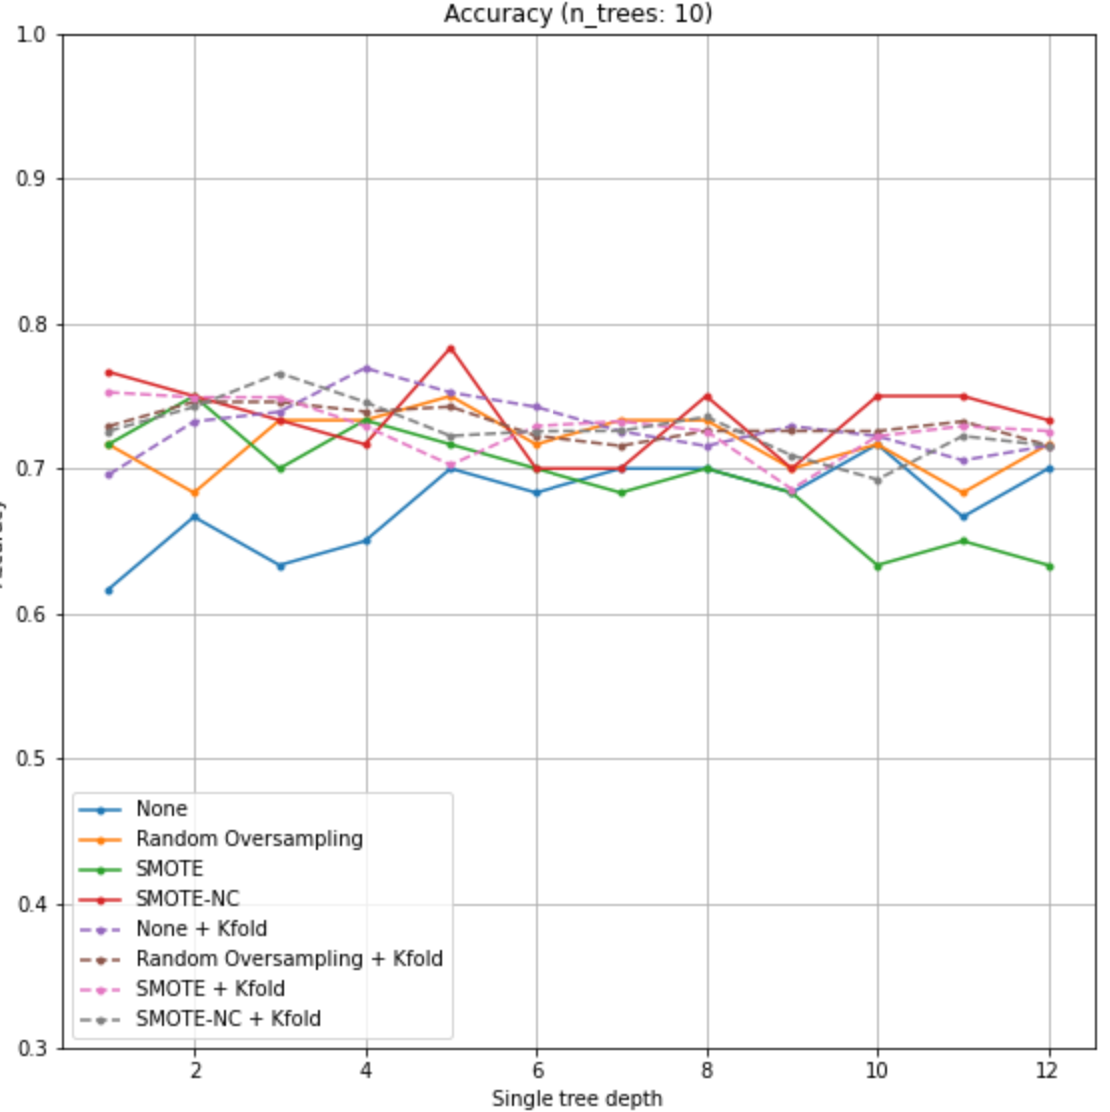 Accuracy (n_trees: 10)
1.0
0.9
0.8
0.7
0.6
0.5
0.4
0.3
None
Random Oversampling
SMOTE
SMOTE-NC
None + Kfold
Random Oversampling + Kfold
SMOTE + Kfold
SMOTE-NC + Kfold
2 4 6 8 10 12
Single tree depth